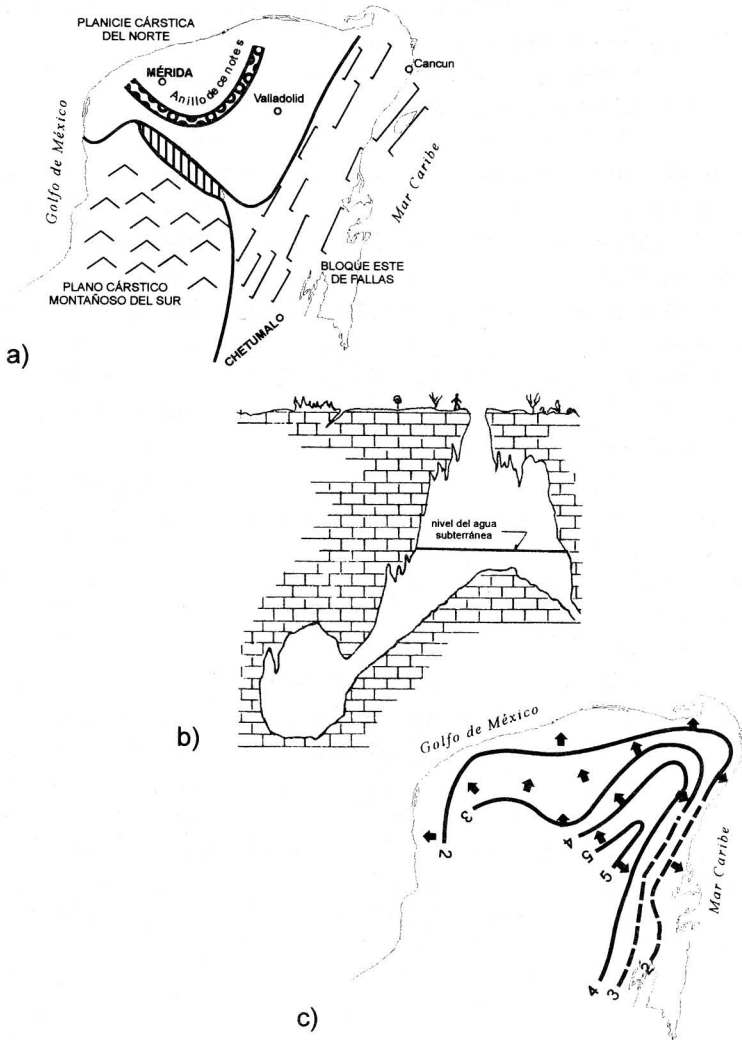 PLANICIE CÁRSTICA
DEL NORTE
MÉRIDA
Anillo de cenotes
Valladolid
Cancun
Golfo de México
Mar Caribe
BLOQUE ESTE
DE FALLAS
PLANO CÁRSTICO
MONTAÑOSO DEL SUR
CHETUMAL
a)
nivel del agua
subterránea
b)
Golfo de México
3
2
4
5
5
Mar Caribe
4
3
2
c)